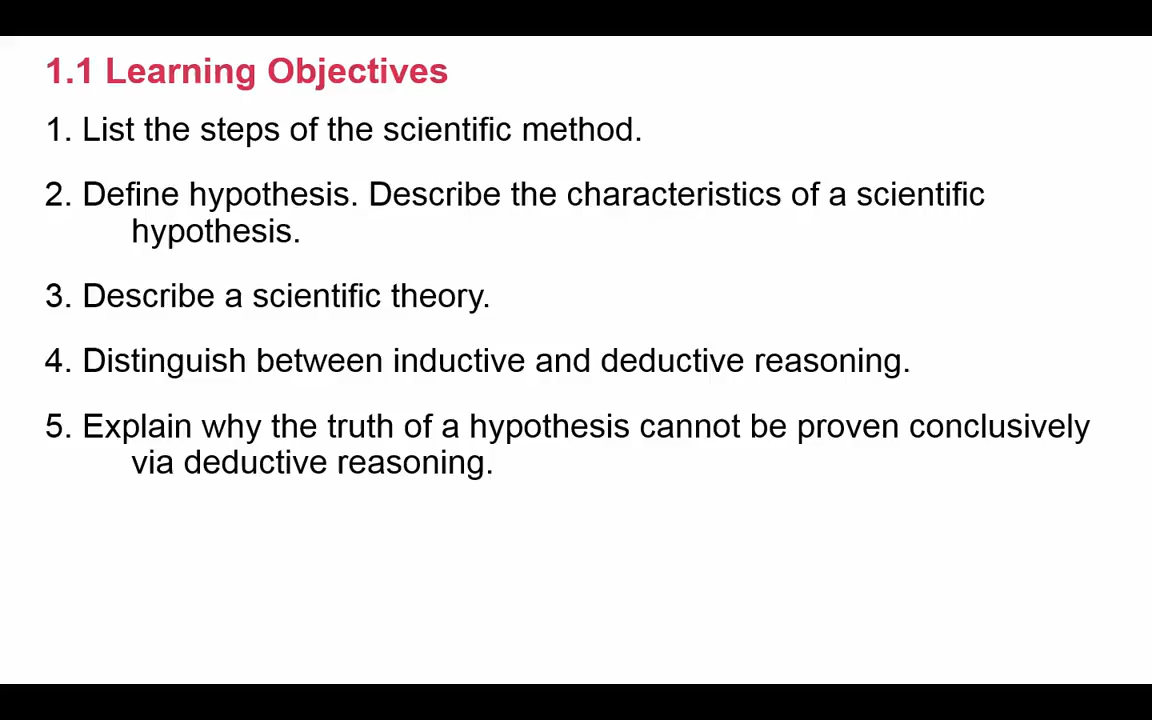 1.1 Learning Objectives
1. List the steps of the scientific method.
2. Define hypothesis. Describe the characteristics of a scientific
hypothesis.
3. Describe a scientific theory.
4. Distinguish between inductive and deductive reasoning.
5. Explain why the truth of a hypothesis cannot be proven conclusively
via deductive reasoning.